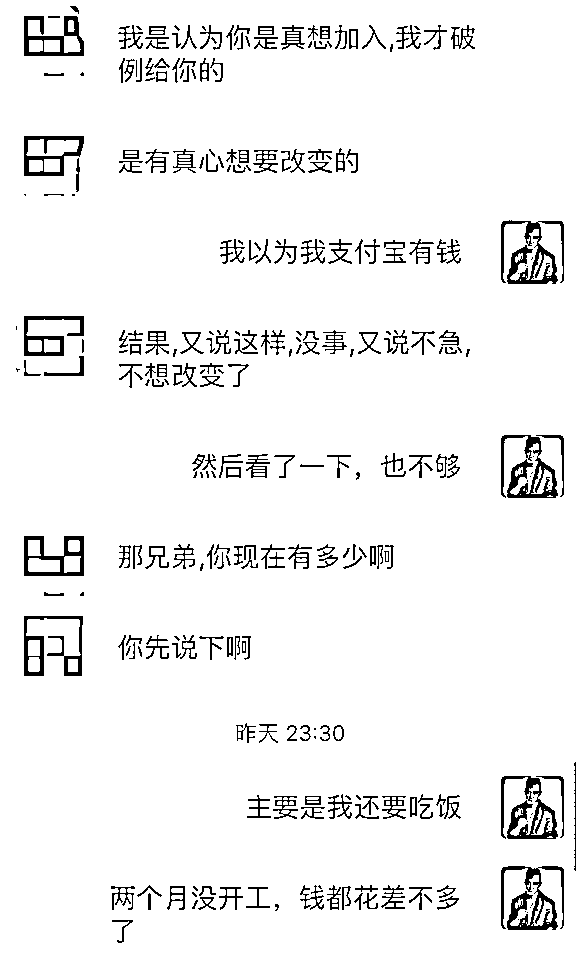 我是认为你是真想加入,我才破
例给你的
是有真心想要改变的
我以为我支付宝有钱
结果,又说这样,没事,又说不急,
不想改变了
然后看了一下，也不够
那兄弟,你现在有多少啊
你先说下啊
昨天 23:30
主要是我还要吃饭
两个月没开工，钱都花差不多
了